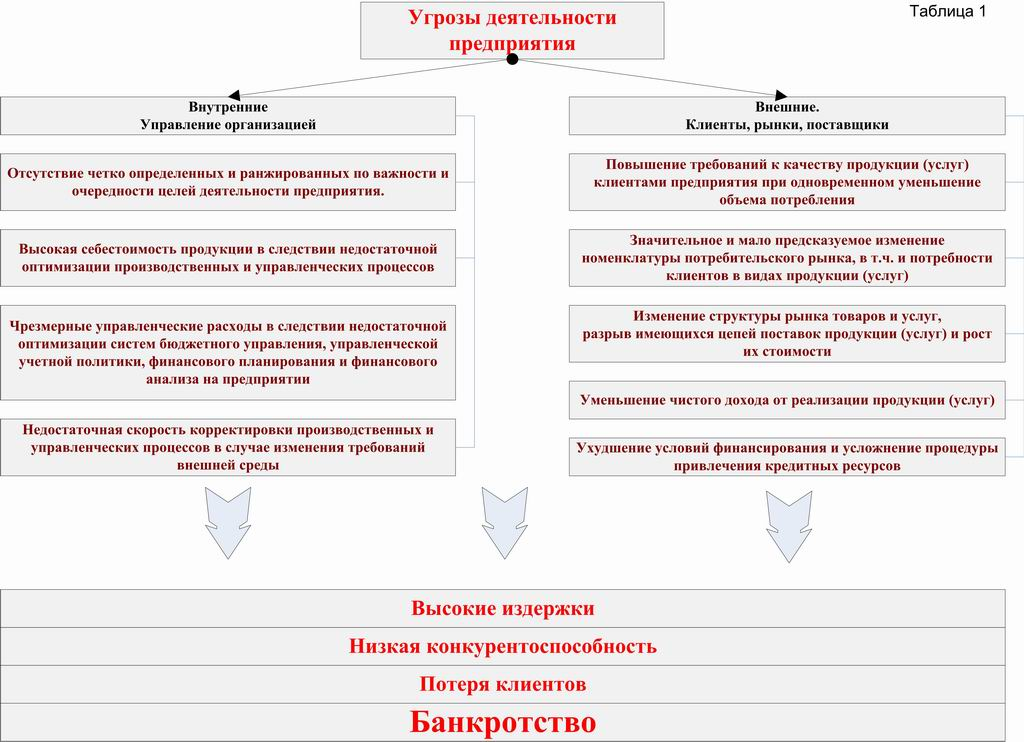 Таблица 1
Угрозы деятельности
предприятия
Внутренние
Управление организацией
Отсутствие четко определенных и ранжированных по важности и
очередности целей деятельности предприятия.
Высокая себестоимость продукции в следствии недостаточной
оптимизации производственных и управленческих процессов
Чрезмерные управленческие расходы в следствии недостаточной
оптимизации систем бюджетного управления, управленческой
учетной политики, финансового планирования и финансового
анализа на предприятии
Недостаточная скорость корректировки производственных и
управленческих процессов в случае изменения требований
внешней среды
Внешние.
Клиенты, рынки, поставщики
Повышение требований к качеству продукции (услуг)
клиентами предприятия при одновременном уменьшение
объема потребления
Значительное и мало предсказуемое изменение
номенклатуры потребительского рынка, в т.ч. и потребности
клиентов в видах продукции (услуг)
Изменение структуры рынка товаров и услуг,
разрыв имеющихся цепей поставок продукции (услуг) и рост
их стоимости
Уменьшение чистого дохода от реализации продукции (услуг)
Ухудшение условий финансирования и усложнение процедуры
привлечения кредитных ресурсов
Высокие издержки
Низкая конкурентоспособность
Потеря клиентов
Банкротство